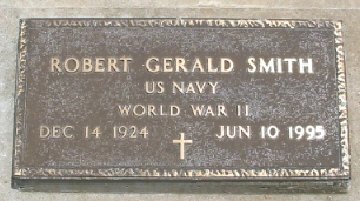 ROBERT GERALD SMITH
US NAVY
WORLD WAR II
DEC 14 1924 JUN 10 1995